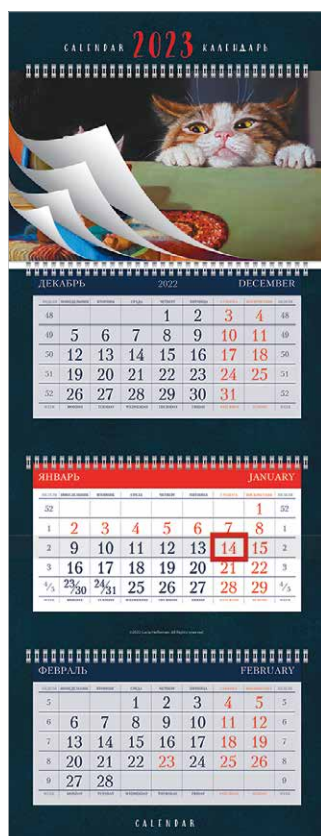 CALENDAR 2023 КАЛЕНДАРЬ
ДЕКАБРЬ 2022 DECEMBER
48 1 2 3 4 48
49 5 6 7 8 9 10 11 49
50 12 13 14 15 16 17 18 50
51 19 20 21 22 23 24 25 51
52 26 27 28 29 30 31 52
ЯНВАРЬ JANUARY
52 1 52
1 2 3 4 5 6 7 8 1
2 9 10 11 12 13 14 15 2
3 16 17 18 19 20 21 22 3
4/5 23/30 24/31 25 26 27 28 29 4/5
ФЕВРАЛЬ FEBRUARY
5 1 2 3 4 5 5
6 6 7 8 9 10 11 12 6
7 13 14 15 16 17 18 19 7
8 20 21 22 23 24 25 26 8
9 27 28 9
CALENDAR